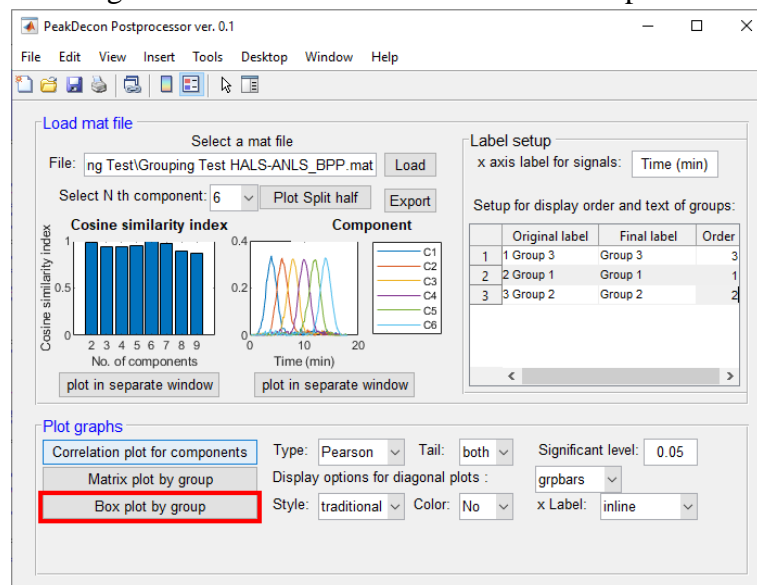 PeakDecon Postprocessor ver. 0.1
File Edit View Insert Tools Desktop Window Help
Load mat file
Select a mat file
File: ng Test\Grouping Test HALS-ANLS_BPP.mat Load
Select N th component: 6 Plot Split half Export
Cosine similarity index
Cosine similarity index
1
0.5
0
2 3 4 5 6 7 8 9
No. of components
plot in separate window
Component
0.4
0.2
0
0 10 20
Time (min)
C1
C2
C3
C4
C5
C6
plot in separate window
Label setup
x axis label for signals: Time (min)
Setup for display order and text of groups:
Original label Final label Order
1 1 Group 3 Group 3 3
2 2 Group 1 Group 1 1
3 3 Group 2 Group 2 2
Plot graphs
Correlation plot for components Type: Pearson Tail: both Significant level: 0.05
Matrix plot by group Display options for diagonal plots : grpbars
Box plot by group Style: traditional Color: No x Label: inline